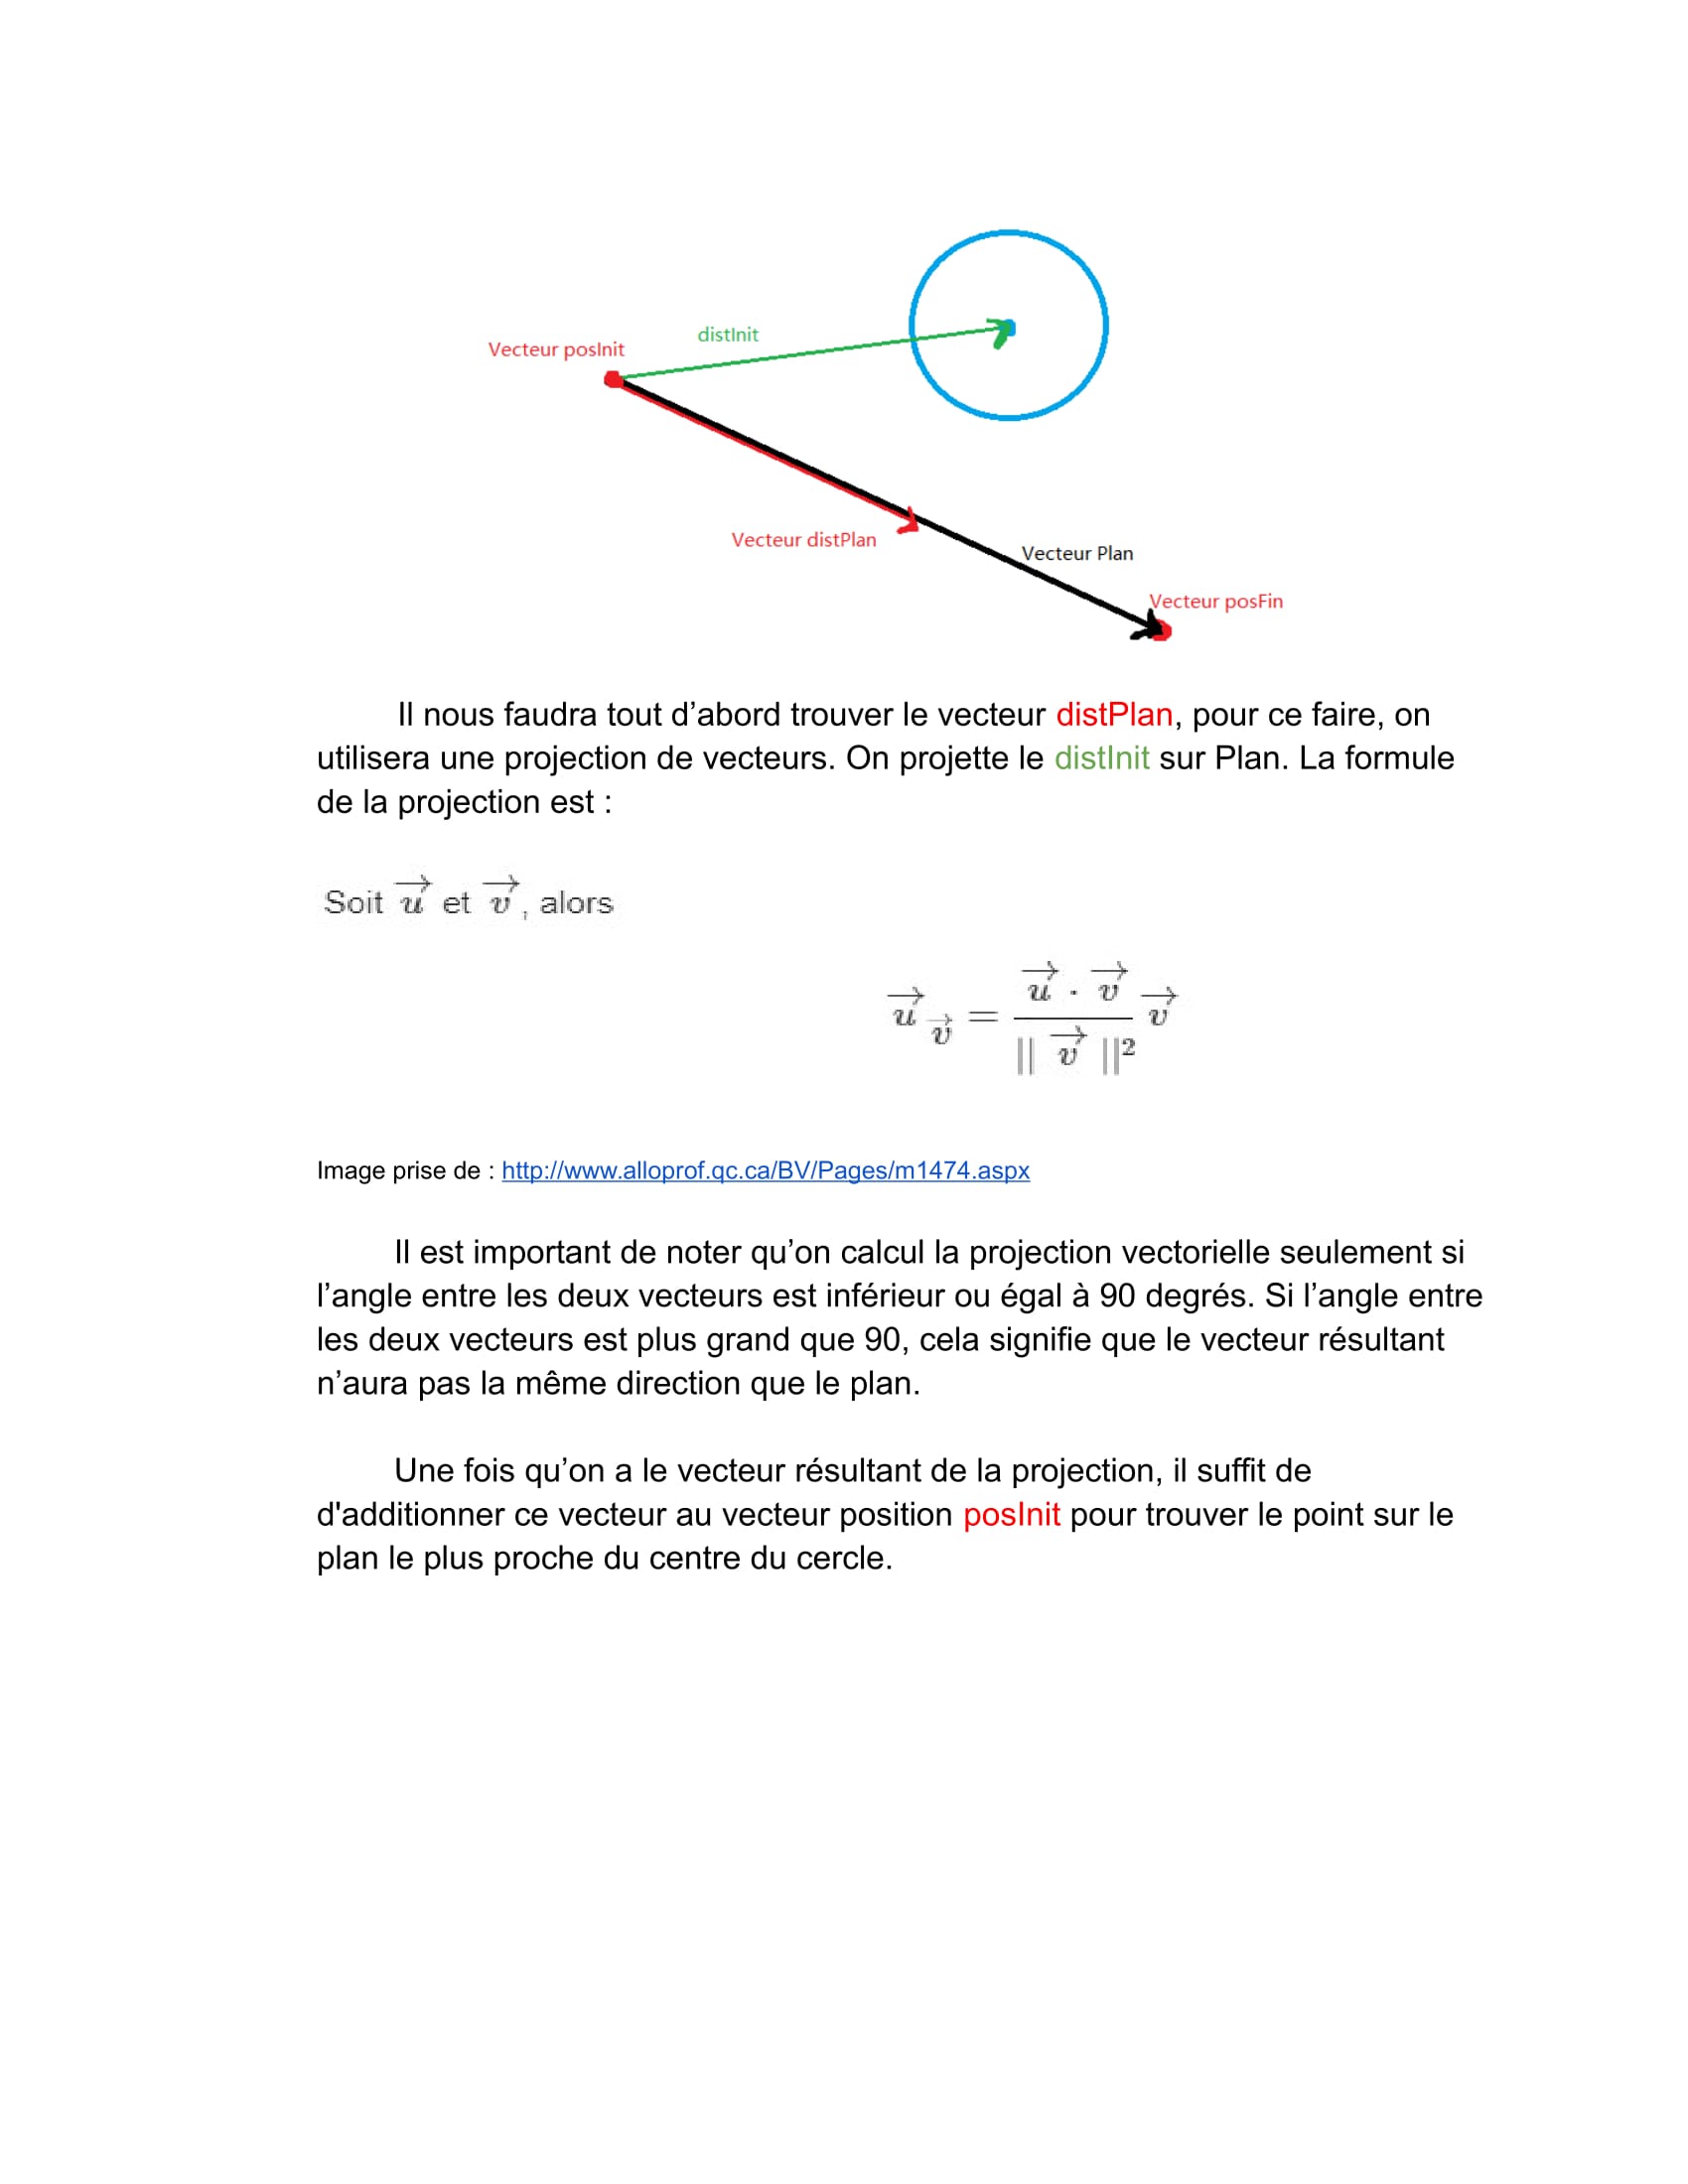 distInit
Vecteur posInit
Vecteur distPlan
Vecteur Plan
Vecteur posFin
Il nous faudra tout d’abord trouver le vecteur distPlan, pour ce faire, on
utilisera une projection de vecteurs. On projette le distInit sur Plan. La formule
de la projection est :
Soit \overrightarrow{u} et \overrightarrow{v}, alors
\overrightarrow{u}_{\overrightarrow{v}} = \frac{\overrightarrow{u} \cdot \overrightarrow{v}}{|| \overrightarrow{v} ||^2} \overrightarrow{v}
Image prise de : http://www.alloprof.qc.ca/BV/Pages/m1474.aspx
Il est important de noter qu’on calcul la projection vectorielle seulement si
l’angle entre les deux vecteurs est inférieur ou égal à 90 degrés. Si l’angle entre
les deux vecteurs est plus grand que 90, cela signifie que le vecteur résultant
n’aura pas la même direction que le plan.
Une fois qu’on a le vecteur résultant de la projection, il suffit de
d'additionner ce vecteur au vecteur position posInit pour trouver le point sur le
plan le plus proche du centre du cercle.